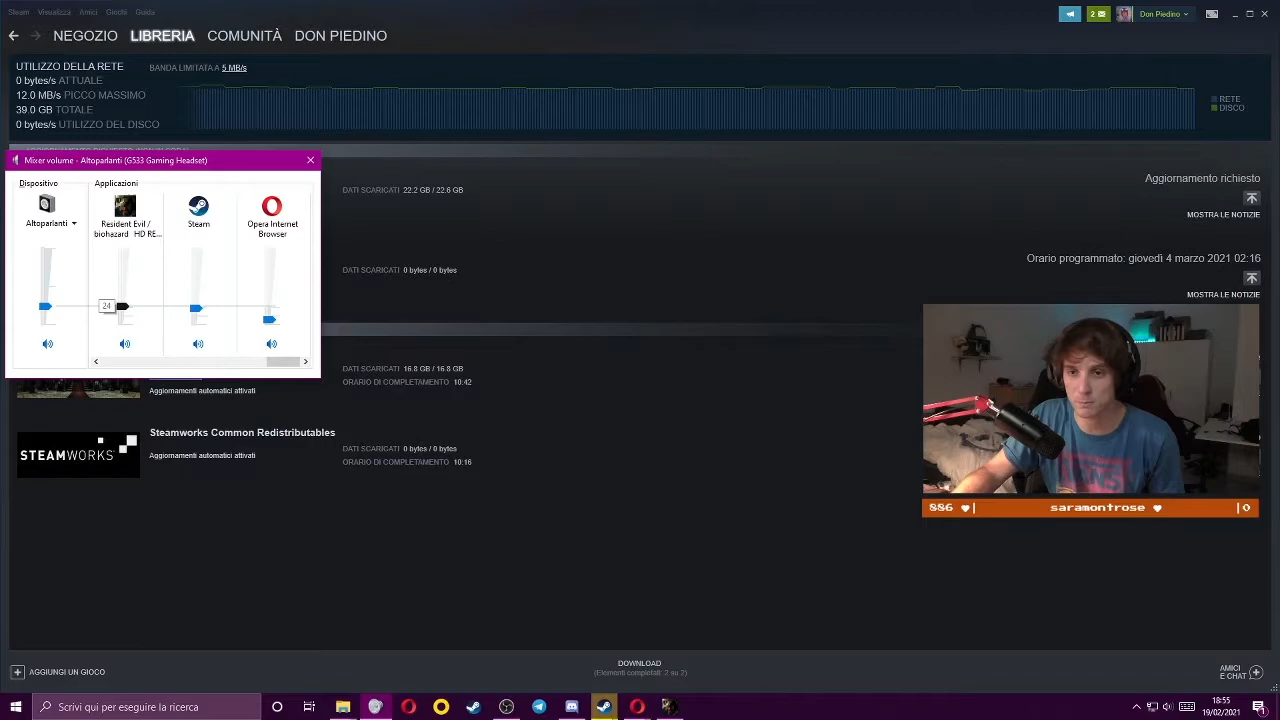 Steam Visualizza Amici Giochi Guida
2
Don Piedino
NEGOZIO LIBRERIA COMUNITÀ DON PIEDINO
UTILIZZO DELLA RETE
BANDA LIMITATA A 5 MB/s
0 bytes/s ATTUALE
12.0 MB/s PICCO MASSIMO
39.0 GB TOTALE
0 bytes/s UTILIZZO DEL DISCO
RETE
DISCO
Mixer volume - Altoparlanti (G533 Gaming Headset)
Dispositivo
Applicazioni
Altoparlanti
Resident Evil /
biohazard HD RE...
Steam
Opera Internet
Browser
24
DATI SCARICATI 22.2 GB / 22.6 GB
Aggiornamento richiesto
MOSTRA LE NOTIZIE
DATI SCARICATI 0 bytes / 0 bytes
Orario programmato: giovedì 4 marzo 2021 02:16
MOSTRA LE NOTIZIE
DATI SCARICATI 16.8 GB / 16.8 GB
ORARIO DI COMPLETAMENTO 10:42
Aggiornamenti automatici attivati
STEAMWORKS
Steamworks Common Redistributables
Aggiornamenti automatici attivati
DATI SCARICATI 0 bytes / 0 bytes
ORARIO DI COMPLETAMENTO 10:16
886 ❤| saramontrose ❤ |0
AGGIUNGI UN GIOCO
DOWNLOAD
(Elementi completati: 2 su 2)
AMICI
E CHAT
Scrivi qui per eseguire la ricerca
18:55
19/02/2021